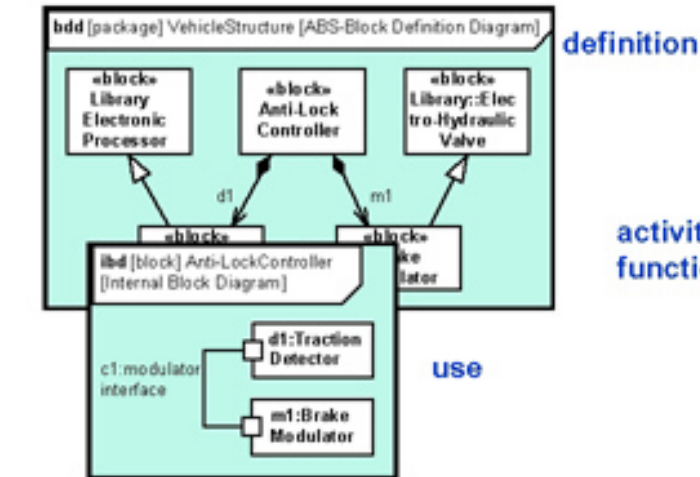 bdd [package] VehicleStructure [ABS-Block Definition Diagram]
definition
«block»
Library
Electronic
Processor
«block»
Anti-Lock
Controller
«block»
Library::Elec
tro-Hydraulic
Valve
d1
m1
«block»
«block»
ke
lator
activit
functi
ibd [block] Anti-LockController
[Internal Block Diagram]
d1:Traction
Detector
c1:modulator
interface
use
m1:Brake
Modulator